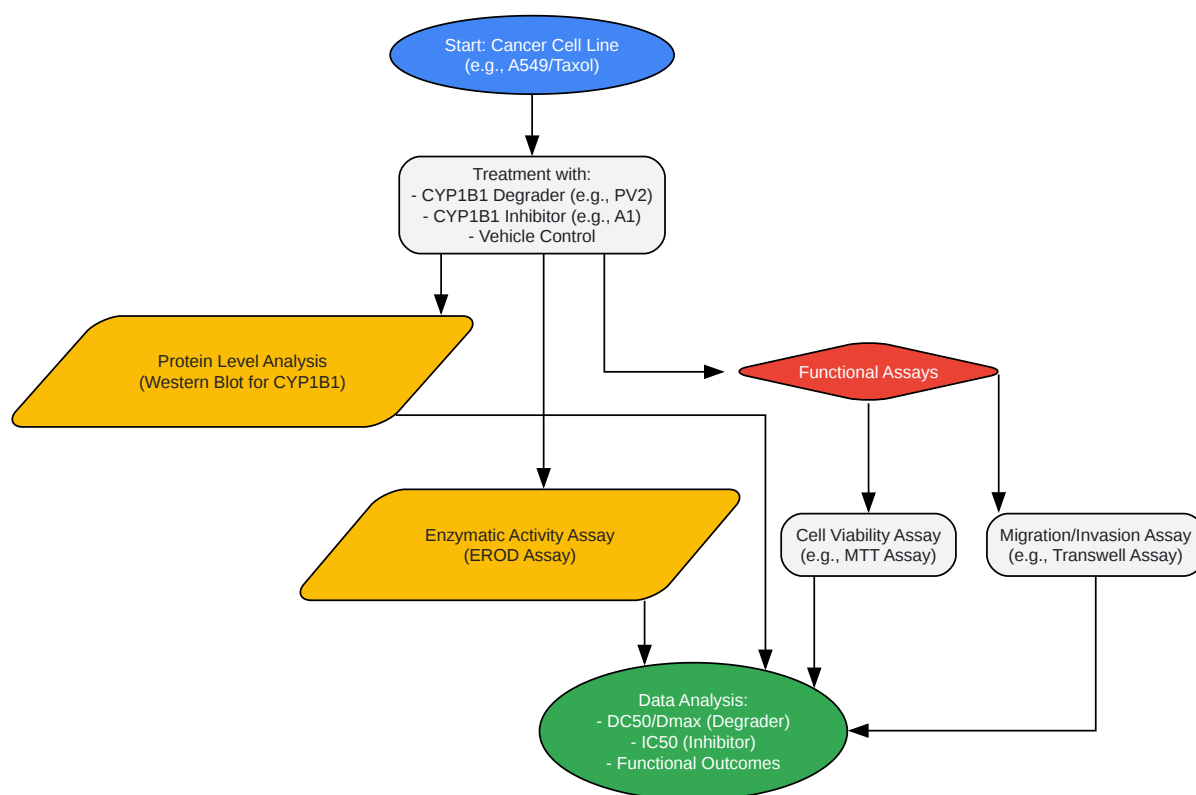 Start: Cancer Cell Line
(e.g., A549/Taxol)
Treatment with:
- CYP1B1 Degrader (e.g., PV2)
- CYP1B1 Inhibitor (e.g., A1)
- Vehicle Control
Protein Level Analysis
(Western Blot for CYP1B1)
Functional Assays
Enzymatic Activity Assay
(EROD Assay)
Cell Viability Assay
(e.g., MTT Assay)
Migration/Invasion Assay
(e.g., Transwell Assay)
Data Analysis:
- DC50/Dmax (Degrader)
- IC50 (Inhibitor)
- Functional Outcomes